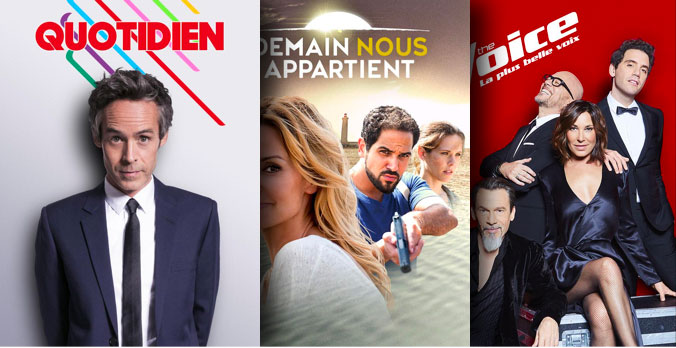 QUOTIDIEN
DEMAIN NOUS
APPARTIENT
the
Voice
La plus belle voix